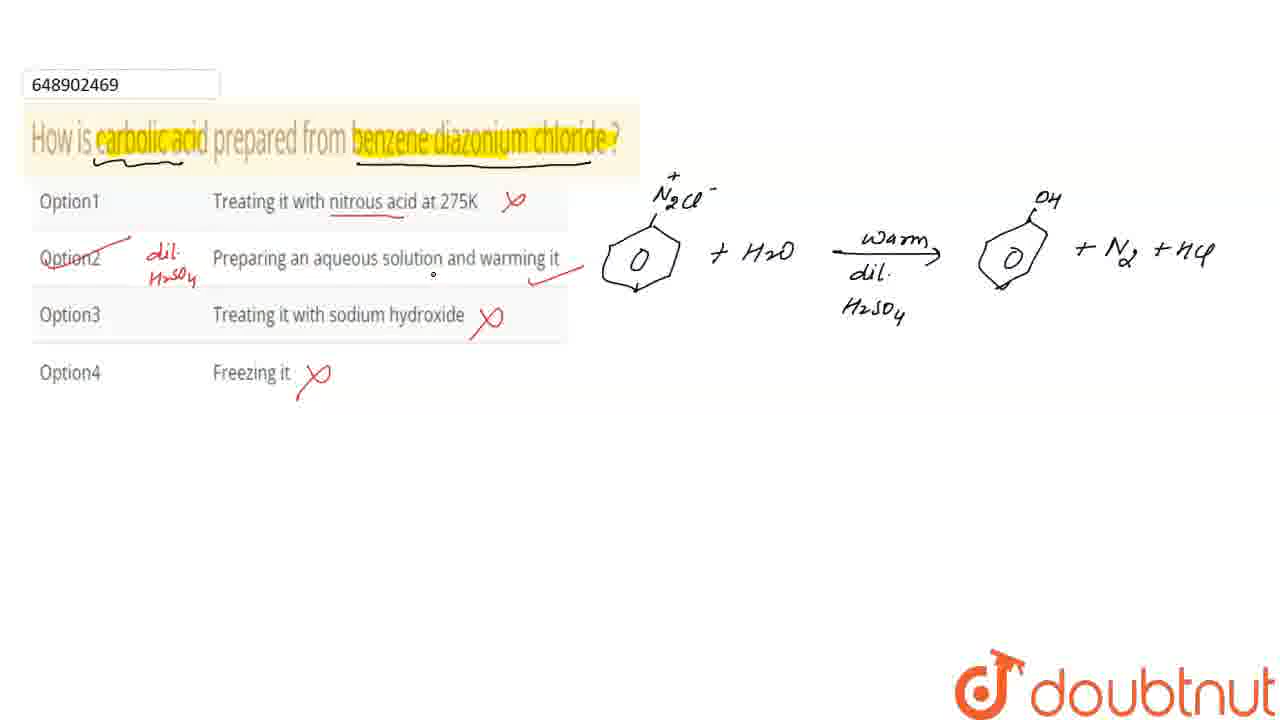 648902469
How is carbolic acid prepared from benzene diazonium chloride ?
Option1 Treating it with nitrous acid at 275K
Option2 dil. H2SO4 Preparing an aqueous solution and warming it
Option3 Treating it with sodium hydroxide
Option4 Freezing it
+
N2Cl-
+ H2O
warm
dil.
H2SO4
OH
+ N2 + HCl
doubtnut